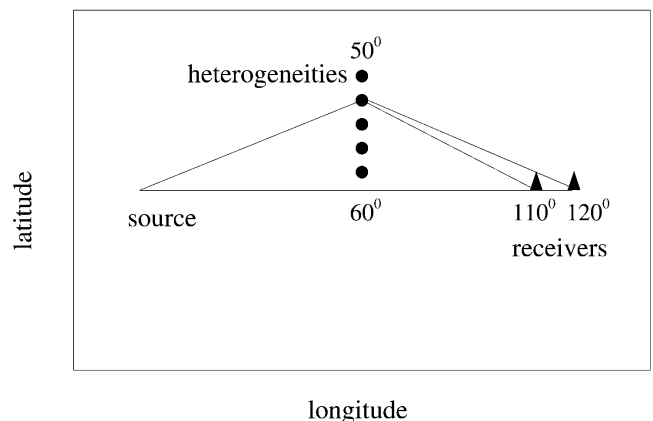 50⁰
heterogeneities
source
60⁰
110⁰ 120⁰
receivers
latitude
longitude